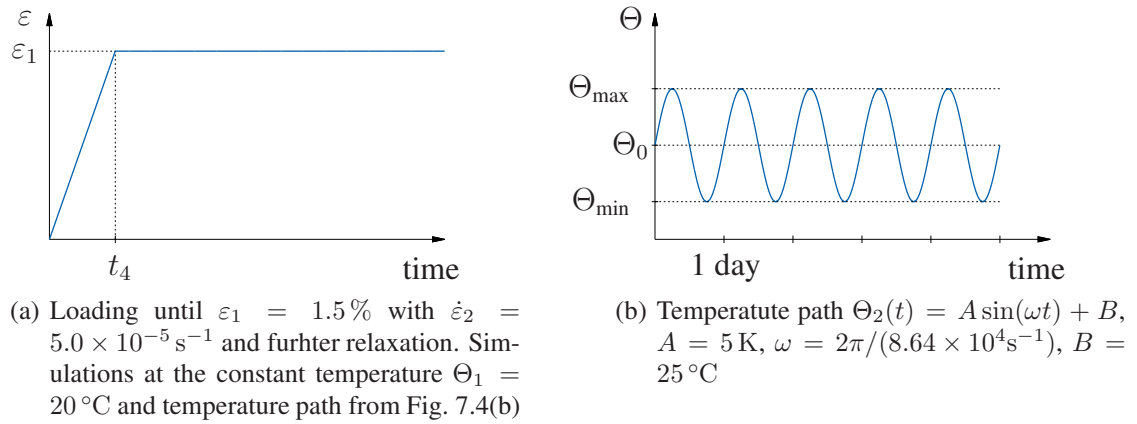 ε
ε₁
t₄
time
Θ
Θmax
Θ₀
Θmin
1 day
time
(a) Loading until ε₁ = 1.5 % with ε̇₂ =
5.0 × 10⁻⁵ s⁻¹ and furhter relaxation. Sim-
ulations at the constant temperature Θ₁ =
20 °C and temperature path from Fig. 7.4(b)
(b) Temperatute path Θ₂(t) = A sin(ωt) + B,
A = 5 K, ω = 2π/(8.64 × 10⁴s⁻¹), B =
25 °C